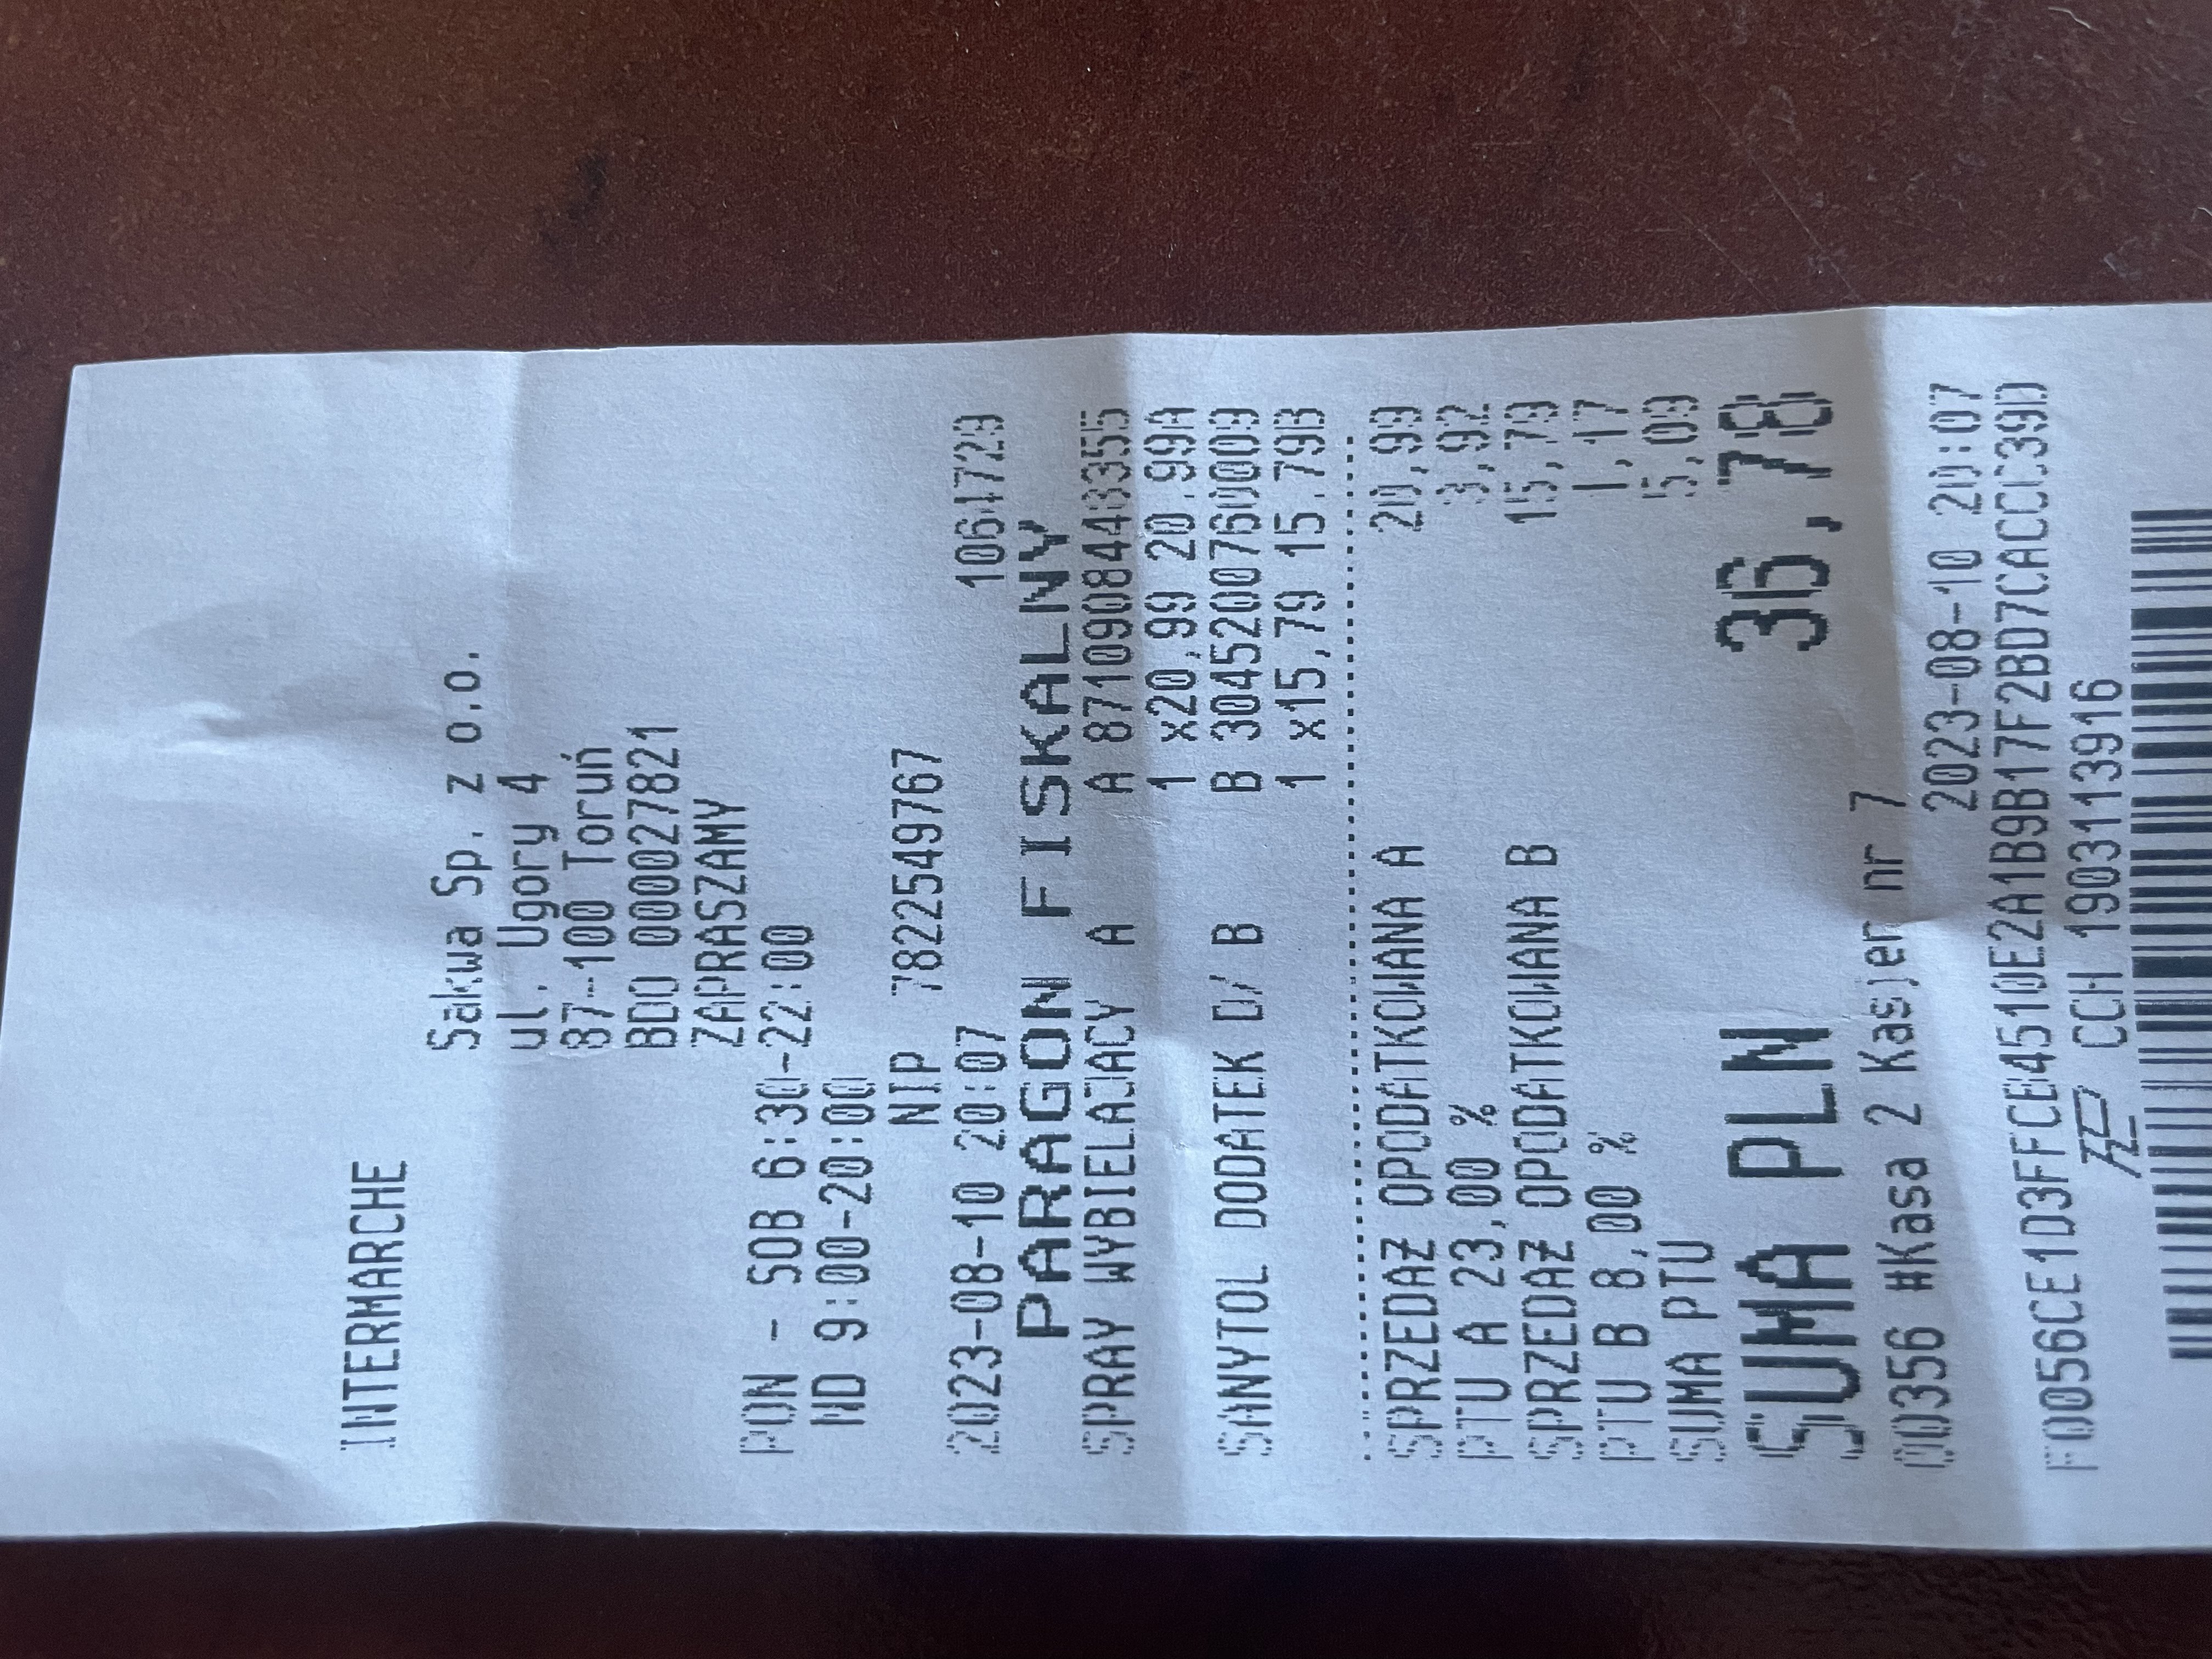 INTERMARCHE
Sakwa Sp. z o.o.
ul. Ugory 4
87-100 Toruń
BDO 000027821
ZAPRASZAMY
PON - SOB 6:30-22:00
ND 9:00-20:00
NIP 7822549767
2023-08-10 20:07 1064729
PARAGON FISKALNY
SPRAY WYBIELAJACY A A 8710908443355
1 x20,99 20.99A
SANYTOL DODATEK D/ B B 3045200760009
1 x15,79 15.79B
SPRZEDAŻ OPODATKOWANA A 20,99
PTU A 23,00 % 3,92
SPRZEDAŻ OPODATKOWANA B 15,79
PTU B 8,00 % 1,17
SUMA PTU 5,09
SUMA PLN 36,78
00356 #Kasa 2 Kasjer nr 7
2023-08-10 20:07
F0056CE1D3FFCE4510E2A1B9B17F2BD7CACCC39D
CCH 1903113916